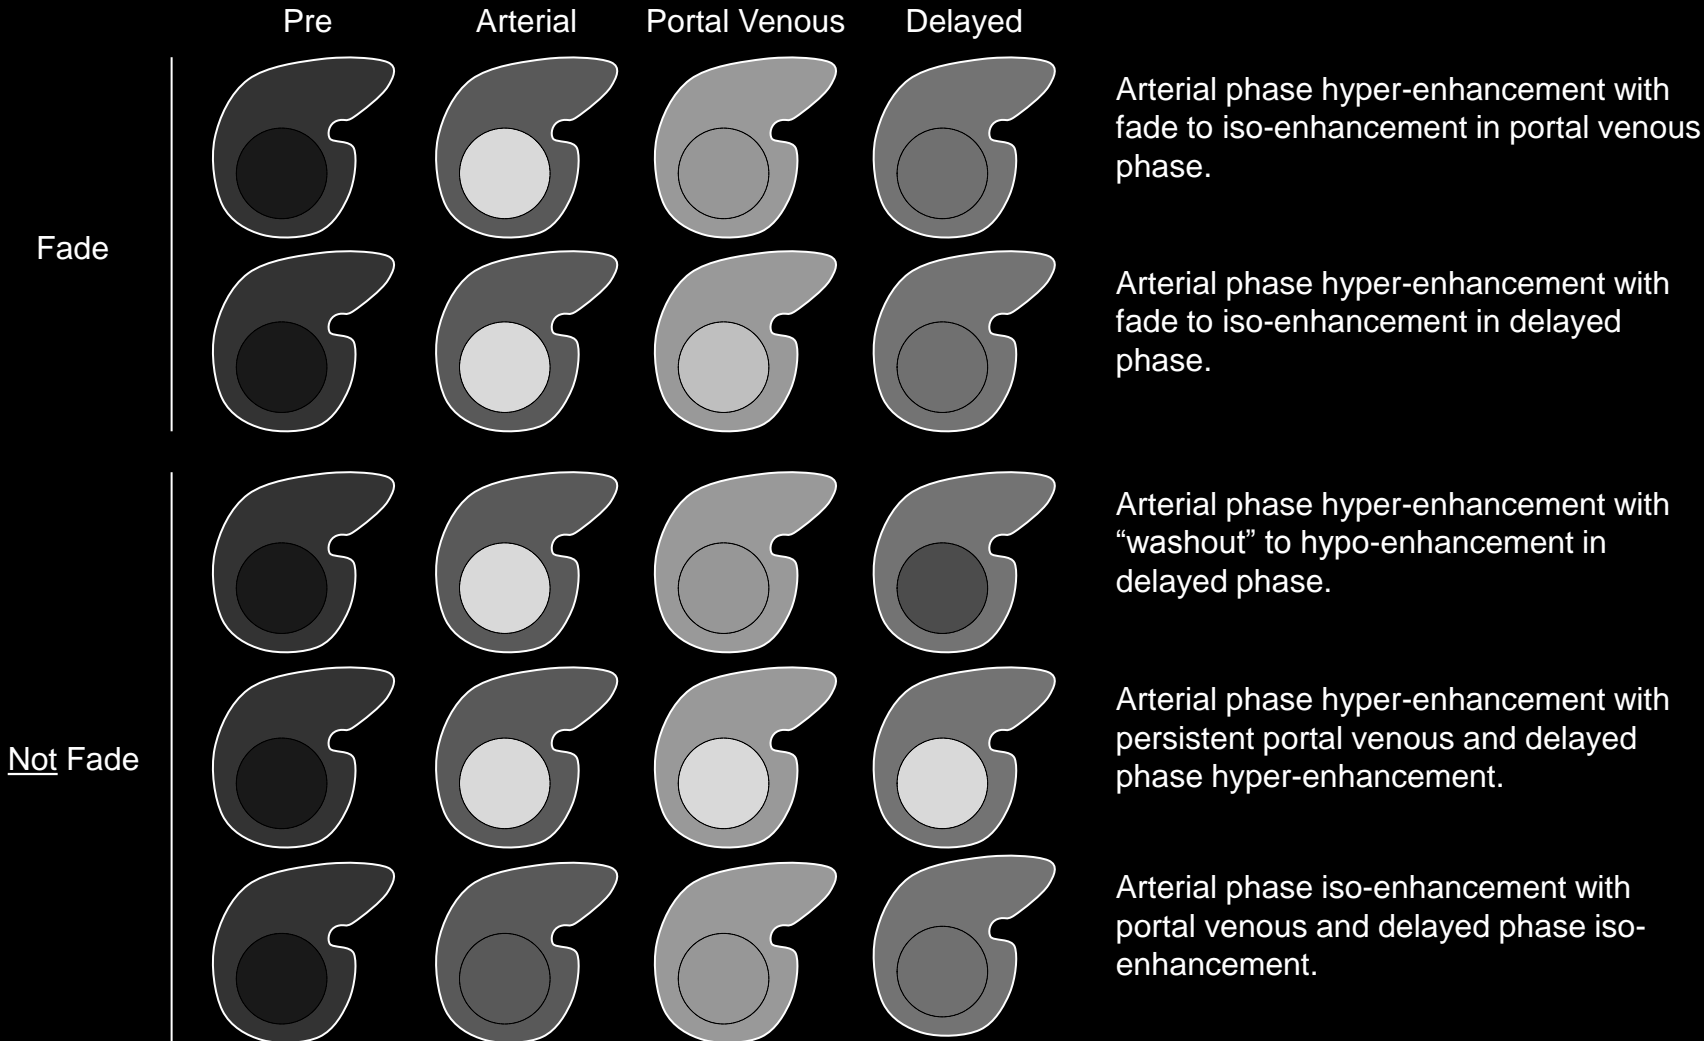 Pre Arterial Portal Venous Delayed
Fade
Arterial phase hyper-enhancement with
fade to iso-enhancement in portal venous
phase.
Arterial phase hyper-enhancement with
fade to iso-enhancement in delayed
phase.
Not Fade
Arterial phase hyper-enhancement with
“washout” to hypo-enhancement in
delayed phase.
Arterial phase hyper-enhancement with
persistent portal venous and delayed
phase hyper-enhancement.
Arterial phase iso-enhancement with
portal venous and delayed phase iso-
enhancement.